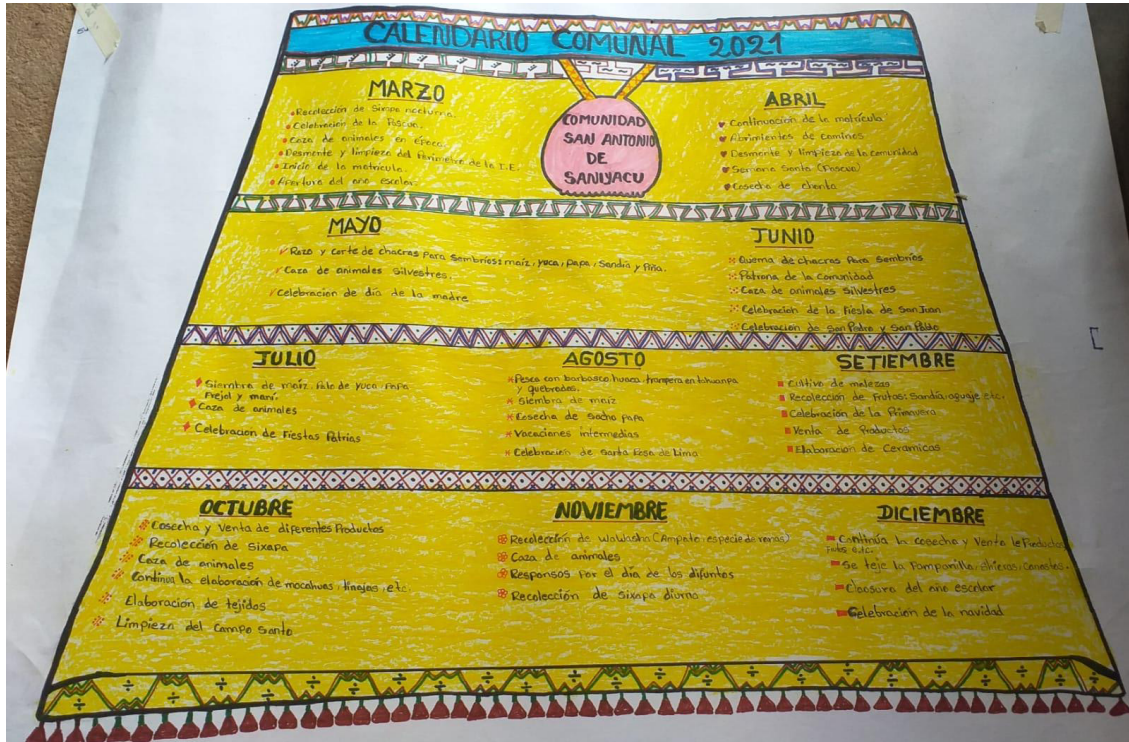 CALENDARIO COMUNAL 2021
COMUNIDAD
SAN ANTONIO
DE
SANIYACU
MARZO
Recolección de Sixapa nocturna.
Celebración de la Pascua.
Caza de animales en época.
Desmonte y limpieza del Perímetro de la I.E.
Inicio de la matrícula.
Apertura del año escolar.
ABRIL
Continuación de la matrícula
Abrimientos de caminos
Desmonte y limpieza de la comunidad
Semana Santa (Pascua)
Cosecha de chonta
MAYO
Rozo y corte de chacras Para Sembríos: maíz, yuca, papa, Sandía y Piña.
Caza de animales Silvestres.
Celebración de día de la madre
JUNIO
Quema de chacras Para Sembríos
Patrona de la Comunidad
Caza de animales Silvestres
Celebración de la Fiesta de San Juan
Celebración de San Pedro y San Pablo
JULIO
Siembra de maíz, Palo de Yuca, Papa
Frejol y maní.
Caza de animales
Celebración de Fiestas Patrias
AGOSTO
Pesca con barbasco, huaca, trampera en tahuanpa
y quebradas.
Siembra de maíz
Cosecha de Sacha Papa
Vacaciones intermedias
Celebración de Santa Rosa de Lima
SETIEMBRE
Cultivo de malezas
Recolección de Frutas: Sandía, aguaje, etc.
Celebración de la Primavera
Venta de Productos
Elaboración de Ceramicas
OCTUBRE
Cosecha y Venta de diferentes Productos
Recolección de Sixapa
Caza de animales
Continua la elaboración de mocahuas, tinajas, etc.
Elaboración de tejidos
Limpieza del Campo Santo
NOVIEMBRE
Recolección de WaWasha (Ampato: especie de ranas)
Caza de animales
Responsos Por el día de los difuntos
Recolección de Sixapa diurna
DICIEMBRE
Continúa la cosecha y Venta de Productos
etc.
Se teje la Pampanilla, Shicras, Canastas.
Clausura del año escolar
Celebración de la navidad